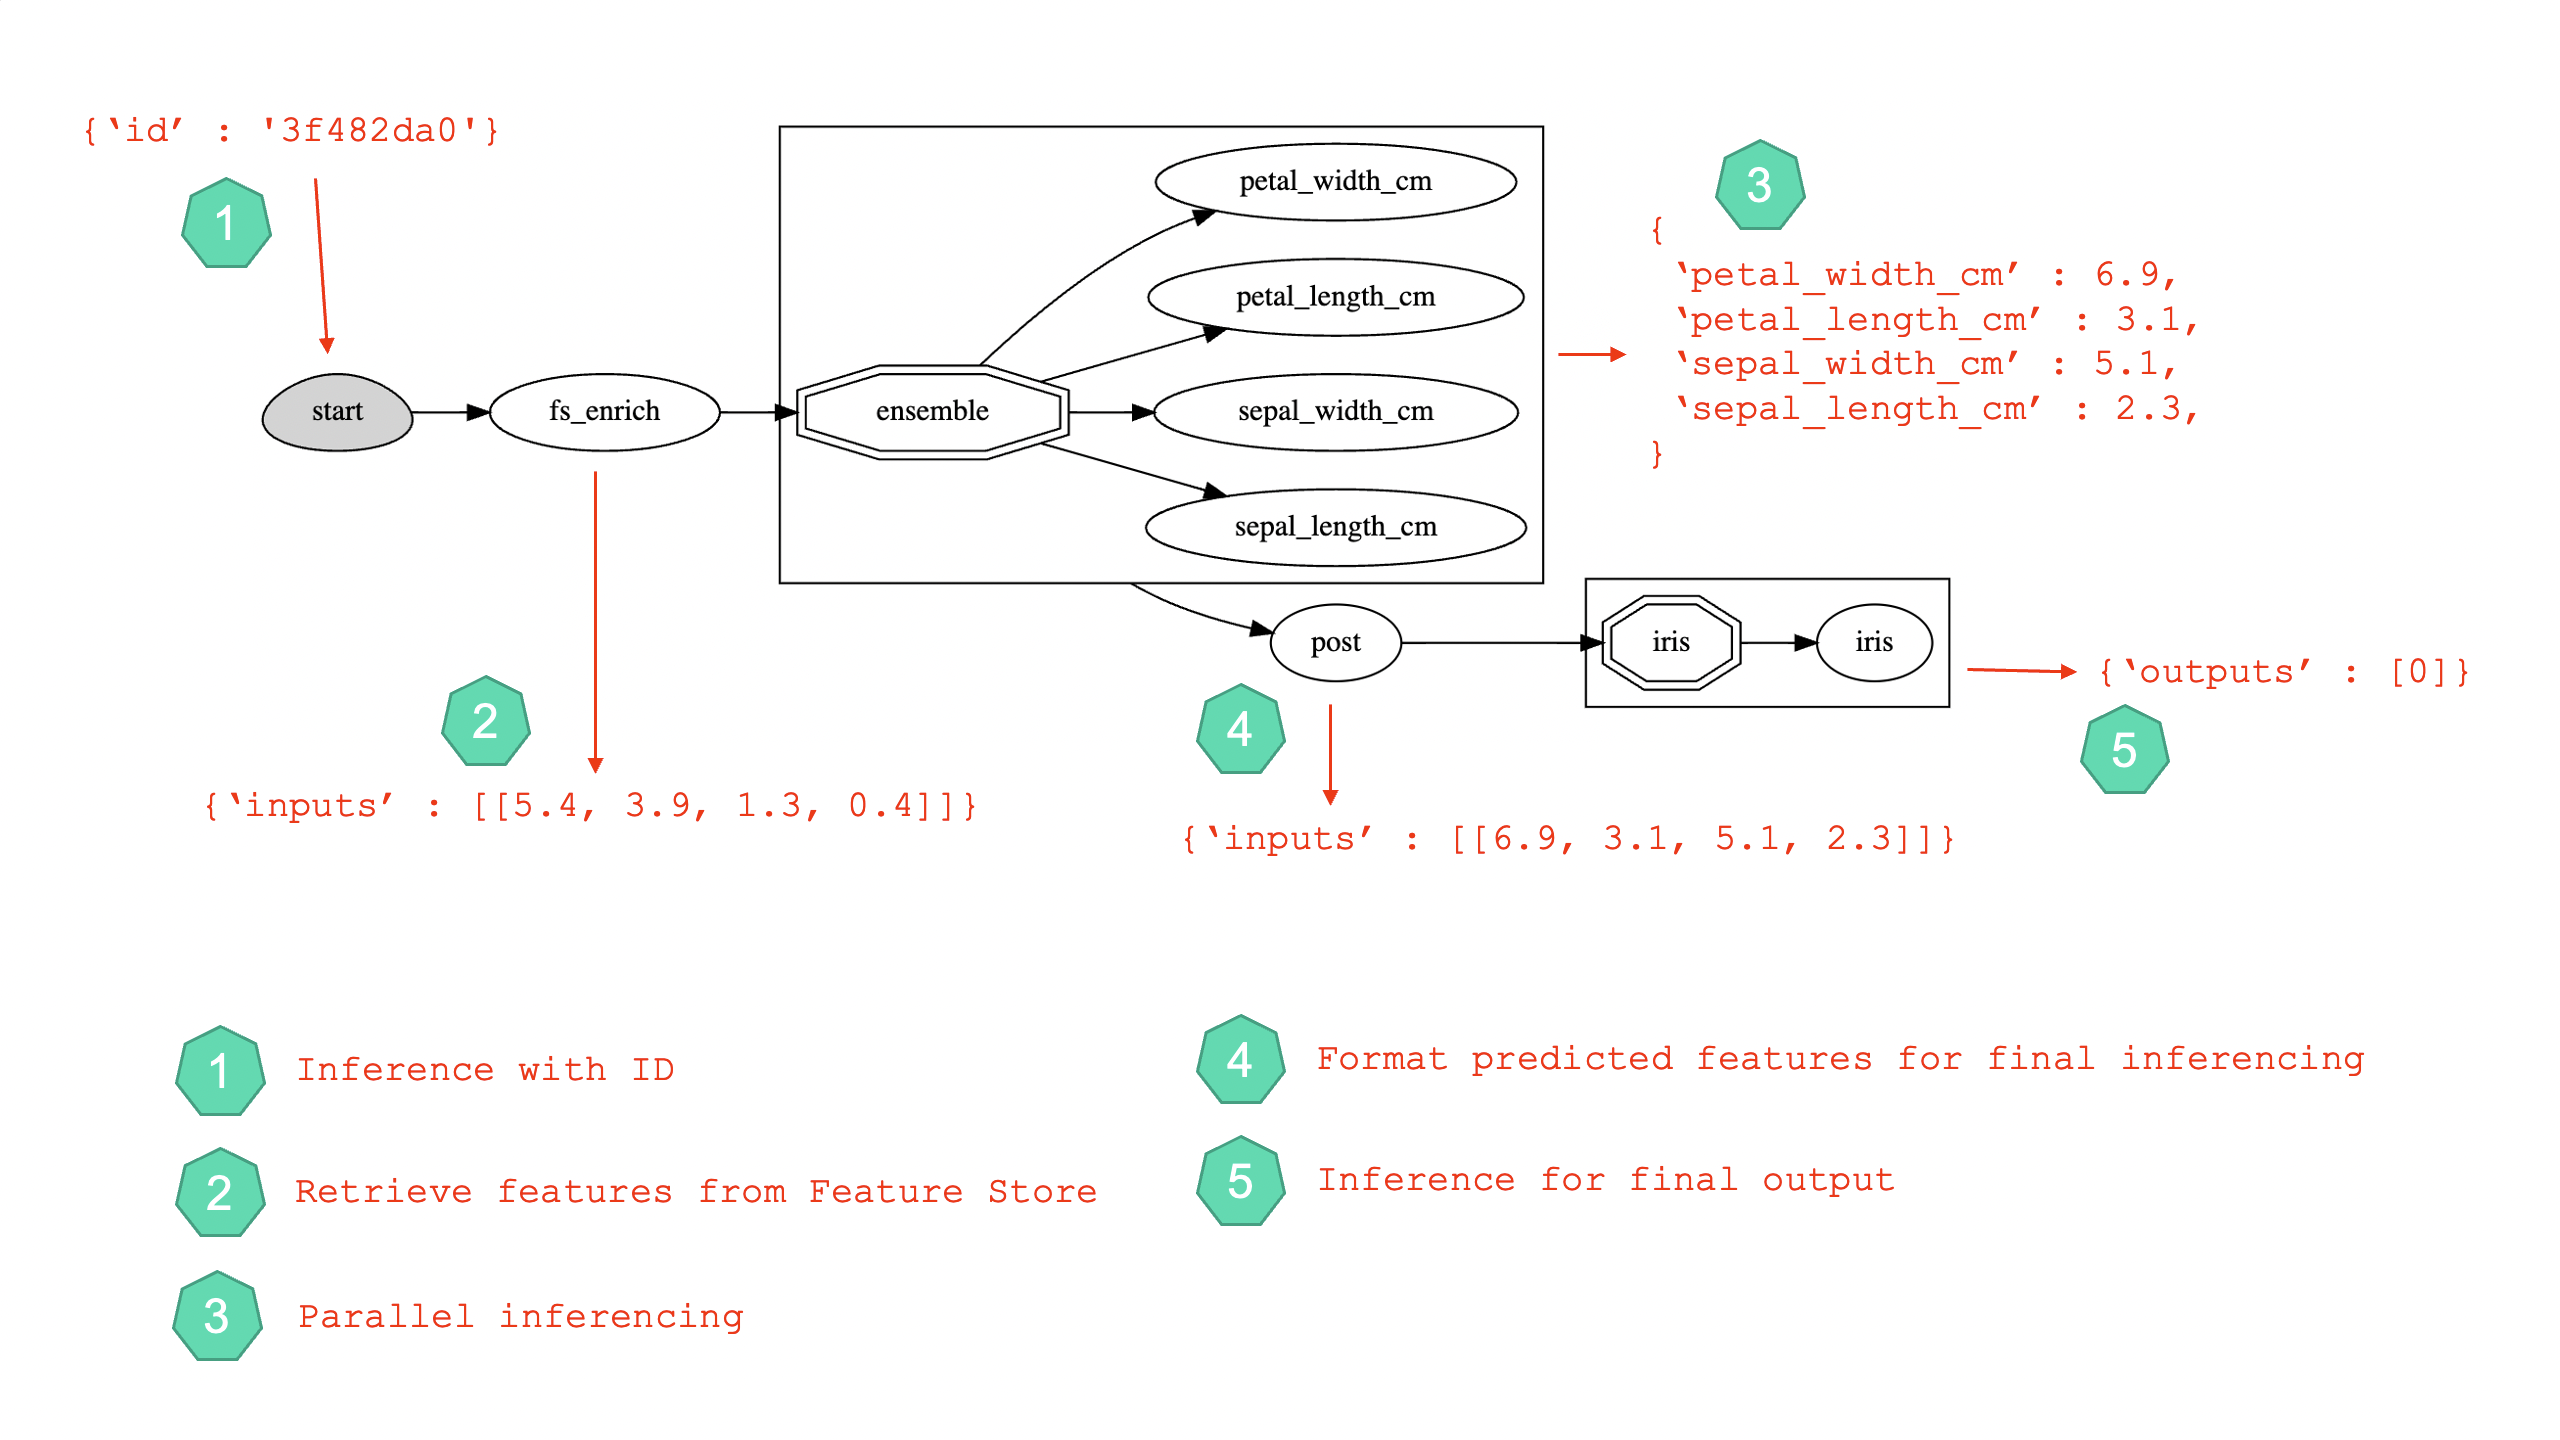 {‘id’ : '3f482da0'}
1
start
fs_enrich
ensemble
petal_width_cm
petal_length_cm
sepal_width_cm
sepal_length_cm
3
{
‘petal_width_cm’ : 6.9,
‘petal_length_cm’ : 3.1,
‘sepal_width_cm’ : 5.1,
‘sepal_length_cm’ : 2.3,
}
2
{‘inputs’ : [[5.4, 3.9, 1.3, 0.4]]}
post
iris
iris
4
{‘inputs’ : [[6.9, 3.1, 5.1, 2.3]]}
{‘outputs’ : [0]}
5
1 Inference with ID
2 Retrieve features from Feature Store
3 Parallel inferencing
4 Format predicted features for final inferencing
5 Inference for final output